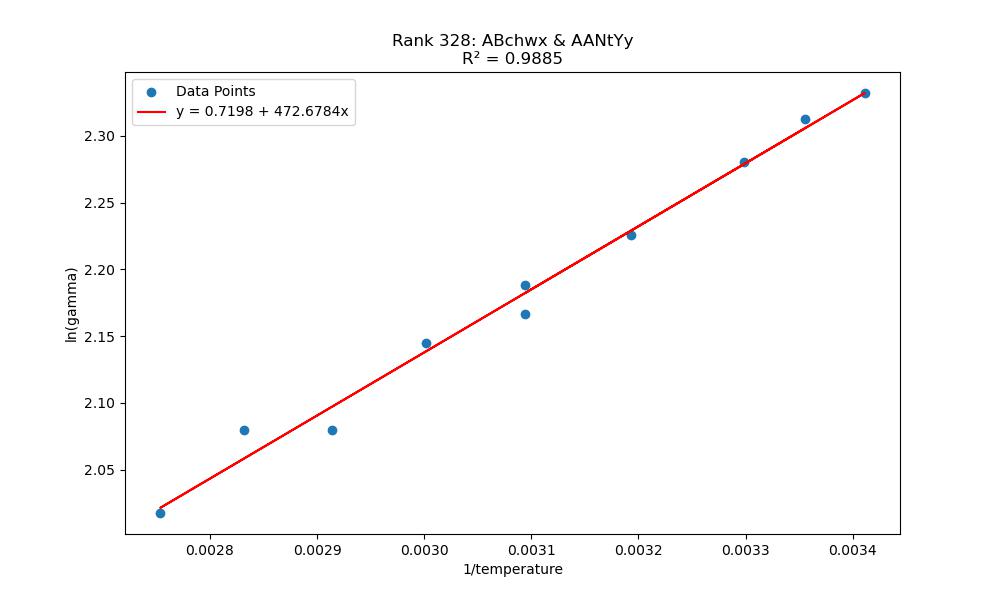 Rank 328: ABchwx & AANtYy
R² = 0.9885
Data Points
y = 0.7198 + 472.6784x
2.30
2.25
2.20
2.15
2.10
2.05
ln(gamma)
0.0028 0.0029 0.0030 0.0031 0.0032 0.0033 0.0034
1/temperature